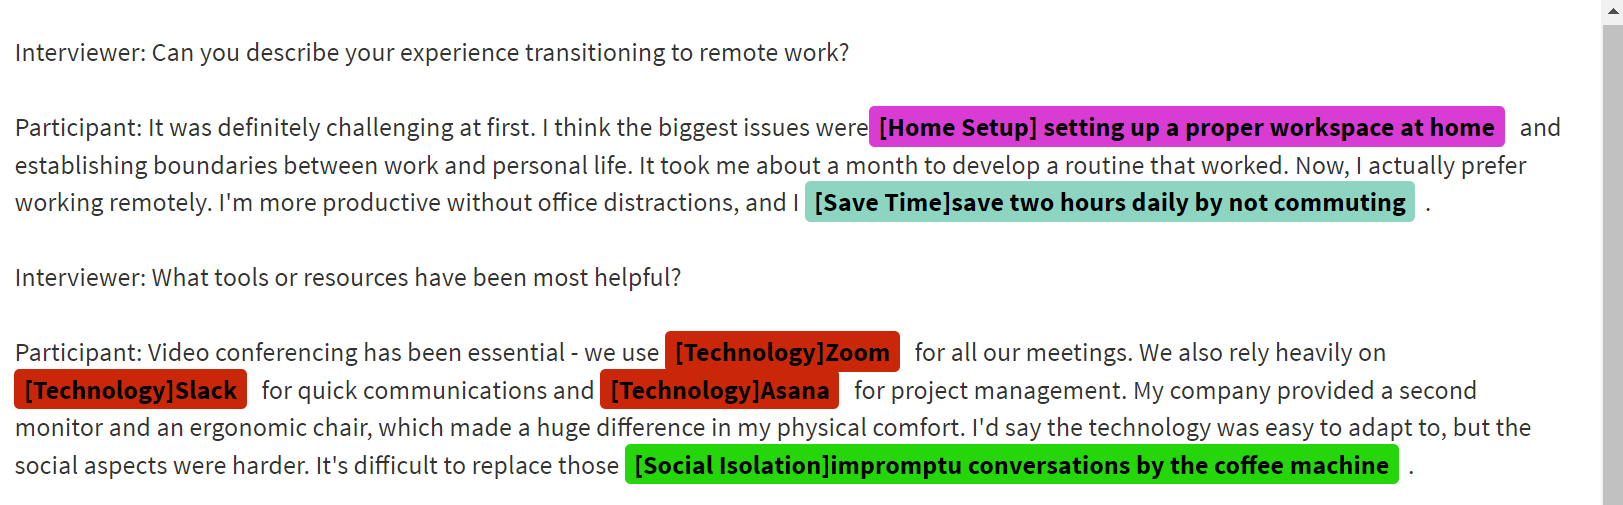 Interviewer: Can you describe your experience transitioning to remote work?
Participant: It was definitely challenging at first. I think the biggest issues were [Home Setup] setting up a proper workspace at home and
establishing boundaries between work and personal life. It took me about a month to develop a routine that worked. Now, I actually prefer
working remotely. I'm more productive without office distractions, and I [Save Time]save two hours daily by not commuting .
Interviewer: What tools or resources have been most helpful?
Participant: Video conferencing has been essential - we use [Technology]Zoom for all our meetings. We also rely heavily on
[Technology]Slack for quick communications and [Technology]Asana for project management. My company provided a second
monitor and an ergonomic chair, which made a huge difference in my physical comfort. I'd say the technology was easy to adapt to, but the
social aspects were harder. It's difficult to replace those [Social Isolation]impromptu conversations by the coffee machine .